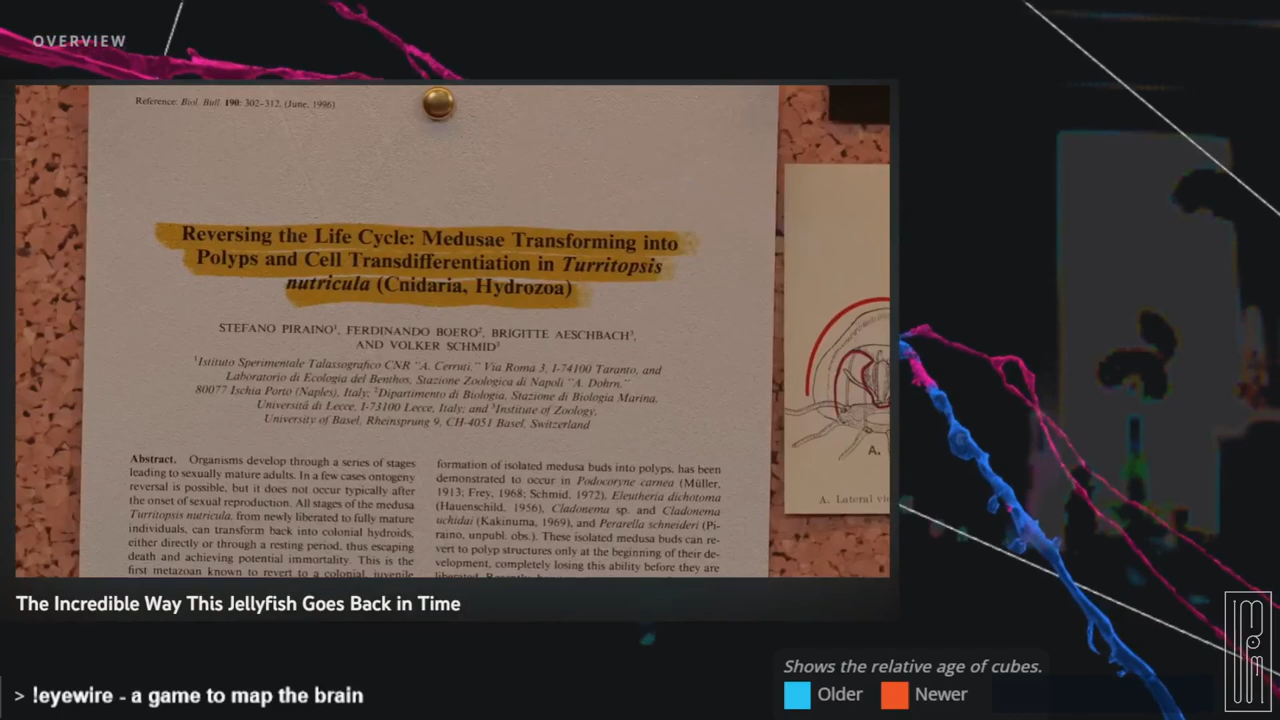 OVERVIEW
Reference: Biol. Bull. 190: 302–312. (June, 1996)
Reversing the Life Cycle: Medusae Transforming into
Polyps and Cell Transdifferentiation in Turritopsis
nutricula (Cnidaria, Hydrozoa)
STEFANO PIRAINO¹, FERDINANDO BOERO², BRIGITTE AESCHBACH³,
AND VOLKER SCHMID³
¹Istituto Sperimentale Talassografico CNR "A. Cerruti," Via Roma 3, I-74100 Taranto, and
Laboratorio di Ecologia del Benthos, Stazione Zoologica di Napoli "A. Dohrn,"
80077 Ischia Porto (Naples), Italy; ²Dipartimento di Biologia, Stazione di Biologia Marina,
Università di Lecce, I-73100 Lecce, Italy; and ³Institute of Zoology,
University of Basel, Rheinsprung 9, CH-4051 Basel, Switzerland
Abstract. Organisms develop through a series of stages
leading to sexually mature adults. In a few cases ontogeny
reversal is possible, but it does not occur typically after
the onset of sexual reproduction. All stages of the medusa
Turritopsis nutricula, from newly liberated to fully mature
individuals, can transform back into colonial hydroids,
either directly or through a resting period, thus escaping
death and achieving potential immortality. This is the
first metazoan known to revert to a colonial, juvenile
formation of isolated medusa buds into polyps, has been
demonstrated to occur in Podocoryne carnea (Müller,
1913; Frey, 1968; Schmid, 1972), Eleutheria dichotoma
(Hauenschild, 1956), Cladonema sp. and Cladonema
uchidai (Kakinuma, 1969), and Perarella schneideri (Pi-
raino, unpubl. obs.). These isolated medusa buds can re-
vert to polyp structures only at the beginning of their de-
velopment, completely losing this ability before they are
A.
A. Lateral
The Incredible Way This Jellyfish Goes Back in Time
> !eyewire - a game to map the brain
Shows the relative age of cubes.
Older
Newer